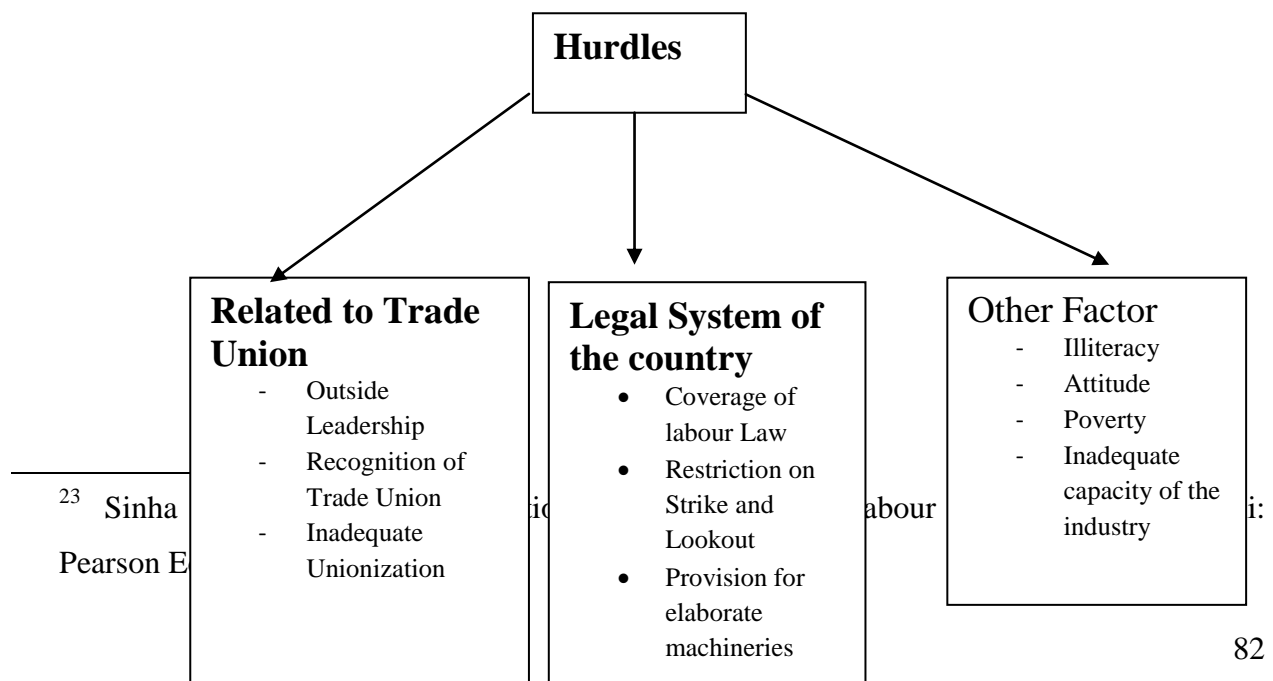 Hurdles
Related to Trade
Union
- Outside
Leadership
- Recognition of
Trade Union
- Inadequate
Unionization
Legal System of
the country
• Coverage of
labour Law
• Restriction on
Strike and
Lookout
• Provision for
elaborate
machineries
Other Factor
- Illiteracy
- Attitude
- Poverty
- Inadequate
capacity of the
industry
23 Sinha abour i:
Pearson
82